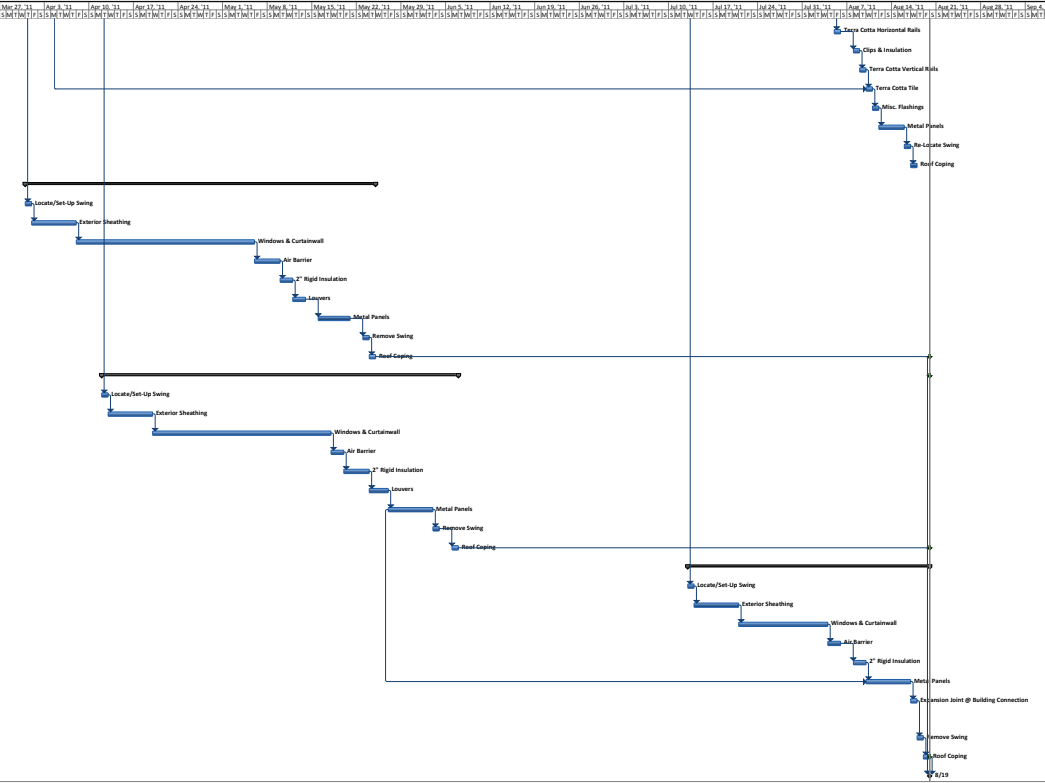 Mar 27, '11 Apr 3, '11 Apr 10, '11 Apr 17, '11 Apr 24, '11 May 1, '11 May 8, '11 May 15, '11 May 22, '11 May 29, '11 Jun 5, '11 Jun 12, '11 Jun 19, '11 Jun 26, '11 Jul 3, '11 Jul 10, '11 Jul 17, '11 Jul 24, '11 Jul 31, '11 Aug 7, '11 Aug 14, '11 Aug 21, '11 Aug 28, '11 Sep 4,
Terra Cotta Horizontal Rails
Clips & Insulation
Terra Cotta Vertical Rails
Terra Cotta Tile
Misc. Flashings
Metal Panels
Re-Locate Swing
Roof Coping
Locate/Set-Up Swing
Exterior Sheathing
Windows & Curtainwall
Air Barrier
2" Rigid Insulation
Louvers
Metal Panels
Remove Swing
Roof Coping
Locate/Set-Up Swing
Exterior Sheathing
Windows & Curtainwall
Air Barrier
2" Rigid Insulation
Louvers
Metal Panels
Remove Swing
Roof Coping
Locate/Set-Up Swing
Exterior Sheathing
Windows & Curtainwall
Air Barrier
2" Rigid Insulation
Metal Panels
Expansion Joint @ Building Connection
Remove Swing
Roof Coping
8/19